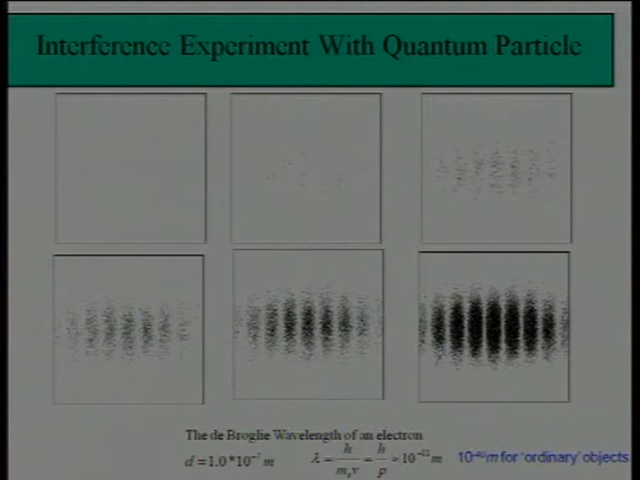 Interference Experiment With Quantum Particle
The de Broglie Wavelength of an electron
d = 1.0*10⁻⁷ m λ = h/mₑv = h/p ≈ 10⁻¹¹ m 10⁻⁴⁰ m for 'ordinary' objects